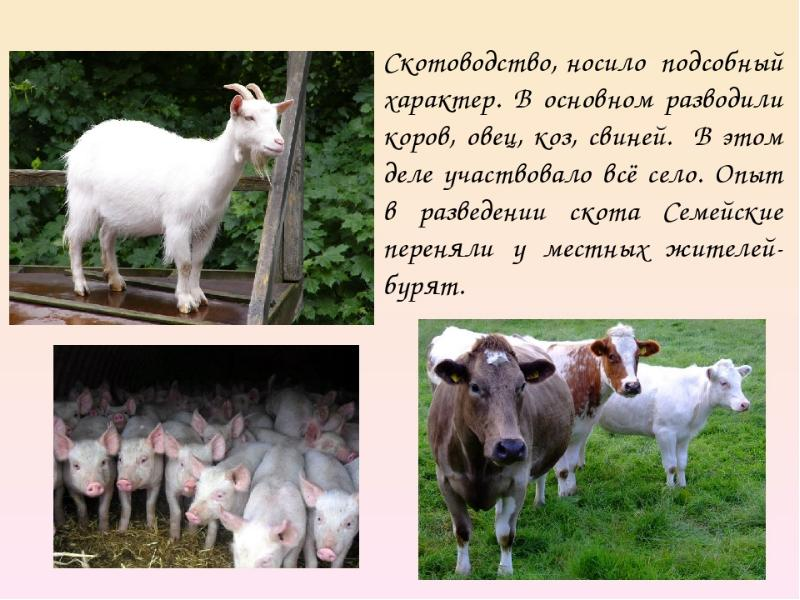 Скотоводство, носило подсобный
характер. В основном разводили
коров, овец, коз, свиней. В этом
деле участвовало всё село. Опыт
в разведении скота Семейские
переняли у местных жителей-
бурят.